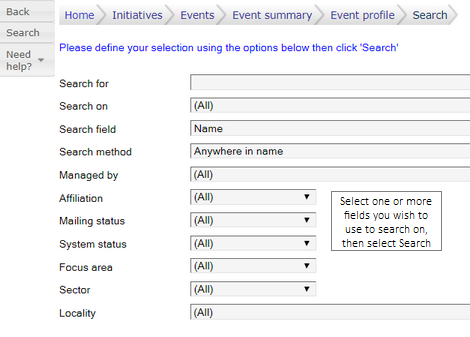 Back
Search
Need help?
Home Initiatives Events Event summary Event profile Search
Please define your selection using the options below then click 'Search'
Search for
Search on (All)
Search field Name
Search method Anywhere in name
Managed by (All)
Affiliation (All)
Mailing status (All)
System status (All)
Focus area (All)
Sector (All)
Locality (All)
Select one or more
fields you wish to
use to search on,
then select Search